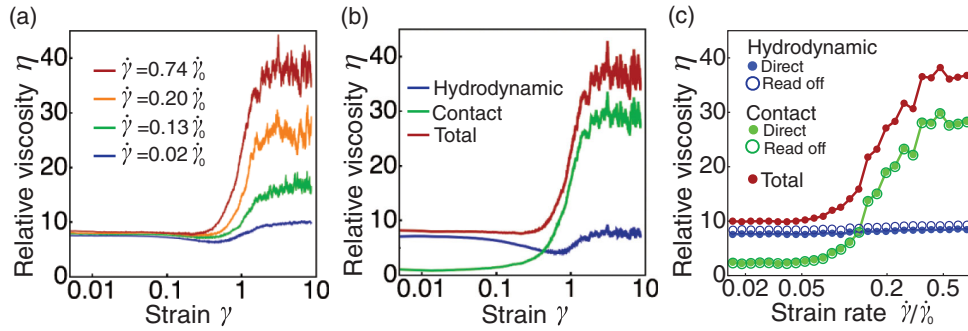 (a)
Relative viscosity η
40
30
20
10
0
γ̇ =0.74 γ̇₀
γ̇ =0.20 γ̇₀
γ̇ =0.13 γ̇₀
γ̇ =0.02 γ̇₀
0.01 0.1 1 10
Strain γ
(b)
Relative viscosity η
40
30
20
10
0
Hydrodynamic
Contact
Total
0.01 0.1 1 10
Strain γ
(c)
Relative viscosity η
40
30
20
10
0
Hydrodynamic
Direct
Read off
Contact
Direct
Read off
Total
0.02 0.05 0.2 0.5
Strain rate γ̇/γ̇₀